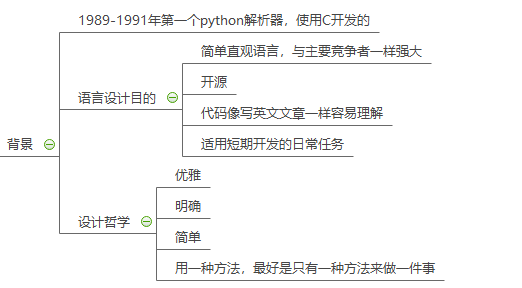 1989-1991年第一个python解析器，使用C开发的
简单直观语言，与主要竞争者一样强大
开源
语言设计目的
代码像写英文文章一样容易理解
适用短期开发的日常任务
背景
优雅
明确
设计哲学
简单
用一种方法，最好是只有一种方法来做一件事